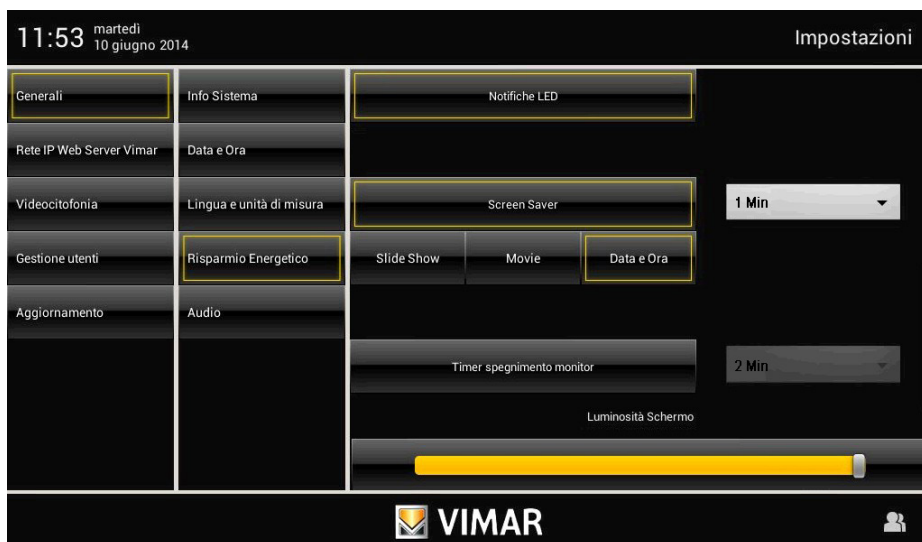 11:53
martedì
10 giugno 2014
Impostazioni
Generali
Rete IP Web Server Vimar
Videocitofonia
Gestione utenti
Aggiornamento
Info Sistema
Data e Ora
Lingua e unità di misura
Risparmio Energetico
Audio
Notifiche LED
Screen Saver
1 Min
Slide Show
Movie
Data e Ora
Timer spegnimento monitor
2 Min
Luminosità Schermo
VIMAR